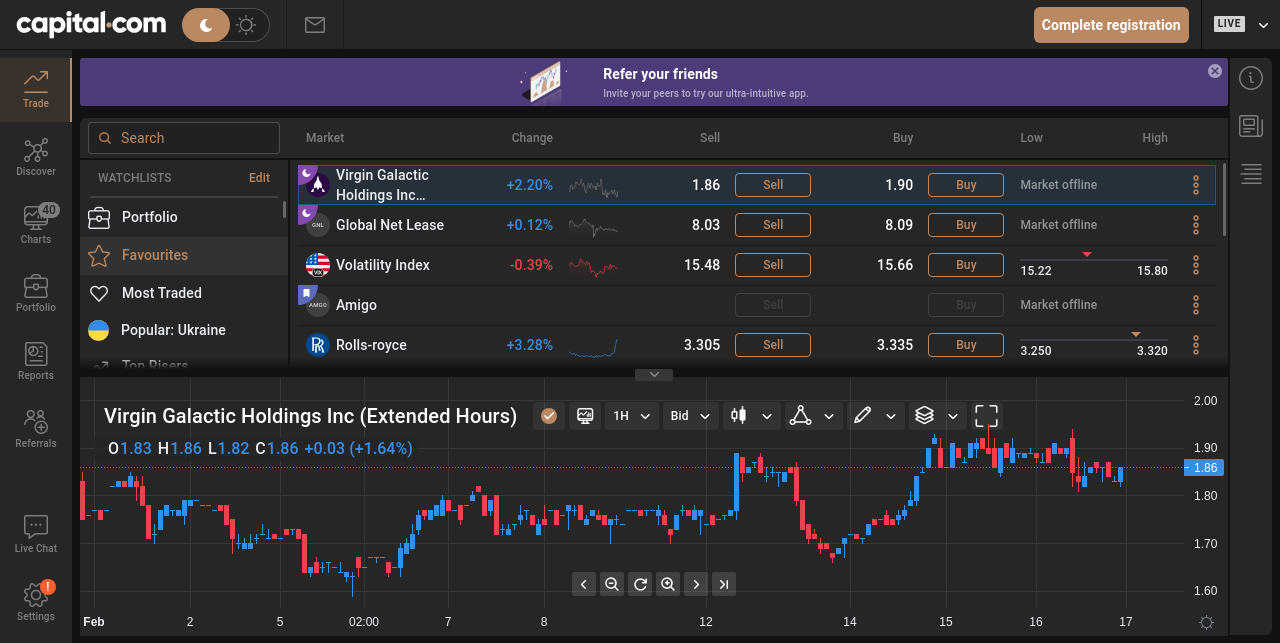 capital.com
Complete registration
LIVE
Trade
Discover
40
Charts
Portfolio
Reports
Referrals
Live Chat
!
Settings
Refer your friends
Invite your peers to try our ultra-intuitive app.
Search
WATCHLISTS Edit
Portfolio
Favourites
Most Traded
Popular: Ukraine
Top Risers
Market Change Sell Buy Low High
Virgin Galactic
Holdings Inc... +2.20% 1.86 Sell 1.90 Buy Market offline
GNL Global Net Lease +0.12% 8.03 Sell 8.09 Buy Market offline
VIX Volatility Index -0.39% 15.48 Sell 15.66 Buy 15.22 15.80
AMGO Amigo Sell Buy Market offline
Rolls-royce +3.28% 3.305 Sell 3.335 Buy 3.250 3.320
Virgin Galactic Holdings Inc (Extended Hours) 1H Bid
O1.83 H1.86 L1.82 C1.86 +0.03 (+1.64%)
2.00
1.90
1.86
1.80
1.70
1.60
Feb 2 5 02:00 7 8 12 14 15 16 17